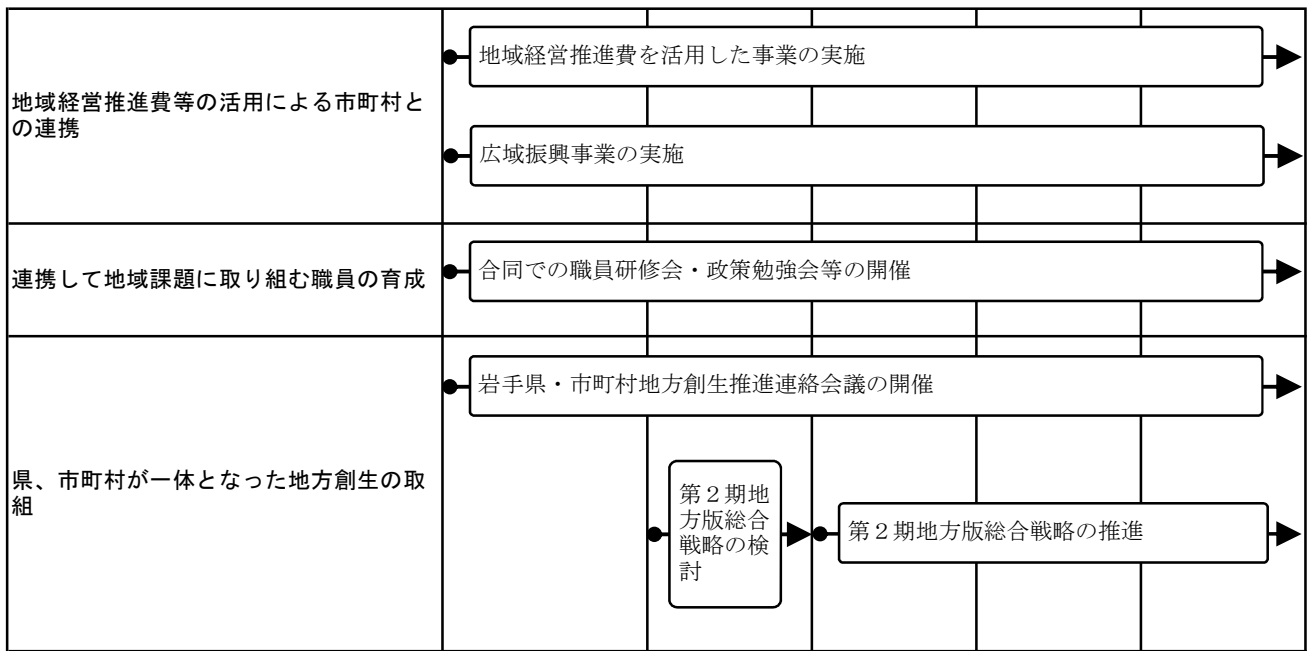 地域経営推進費等の活用による市町村と
の連携
地域経営推進費を活用した事業の実施
広域振興事業の実施
連携して地域課題に取り組む職員の育成
合同での職員研修会・政策勉強会等の開催
県、市町村が一体となった地方創生の取
組
岩手県・市町村地方創生推進連絡会議の開催
第２期地
方版総合
戦略の検
討
第２期地方版総合戦略の推進